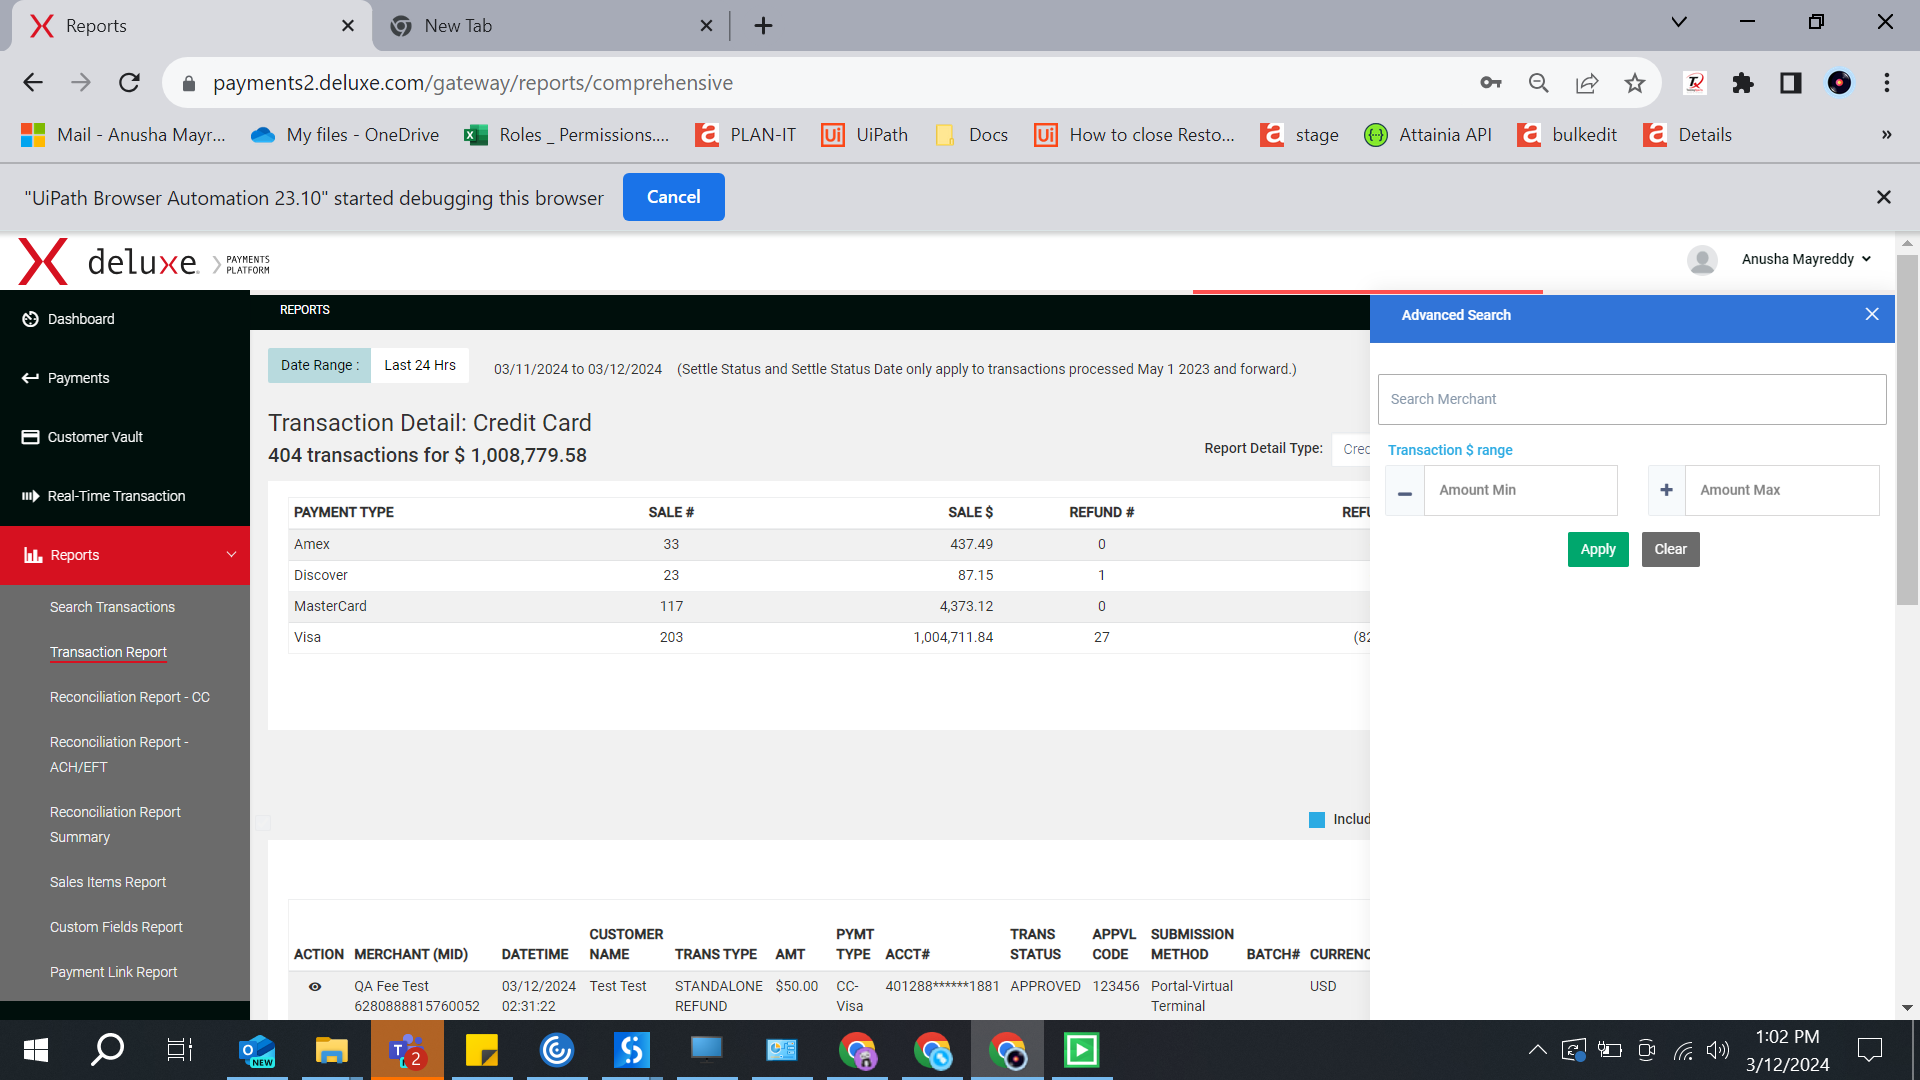 Reports
New Tab
payments2.deluxe.com/gateway/reports/comprehensive
Mail - Anusha Mayr...
My files - OneDrive
Roles _ Permissions....
PLAN-IT
UiPath
Docs
How to close Resto...
stage
Attainia API
bulkedit
Details
»
"UiPath Browser Automation 23.10" started debugging this browser
Cancel
deluxe.
PAYMENTS
PLATFORM
Anusha Mayreddy
Dashboard
Payments
Customer Vault
Real-Time Transaction
Reports
Search Transactions
Transaction Report
Reconciliation Report - CC
Reconciliation Report -
ACH/EFT
Reconciliation Report
Summary
Sales Items Report
Custom Fields Report
Payment Link Report
REPORTS
Date Range :
Last 24 Hrs
03/11/2024 to 03/12/2024
(Settle Status and Settle Status Date only apply to transactions processed May 1 2023 and forward.)
Transaction Detail: Credit Card
404 transactions for $ 1,008,779.58
Report Detail Type:
Crec
PAYMENT TYPE SALE # SALE $ REFUND # REFU
Amex 33 437.49 0
Discover 23 87.15 1
MasterCard 117 4,373.12 0
Visa 203 1,004,711.84 27 (82
Includ
ACTION MERCHANT (MID) DATETIME CUSTOMER NAME TRANS TYPE AMT PYMT TYPE ACCT# TRANS STATUS APPVL CODE SUBMISSION METHOD BATCH# CURRENC
QA Fee Test 03/12/2024 Test Test STANDALONE $50.00 CC- 401288******1881 APPROVED 123456 Portal-Virtual USD
6280888815760052 02:31:22 REFUND Visa Terminal
Advanced Search
Search Merchant
Transaction $ range
Amount Min
Amount Max
Apply
Clear
NEW
2
1:02 PM
3/12/2024